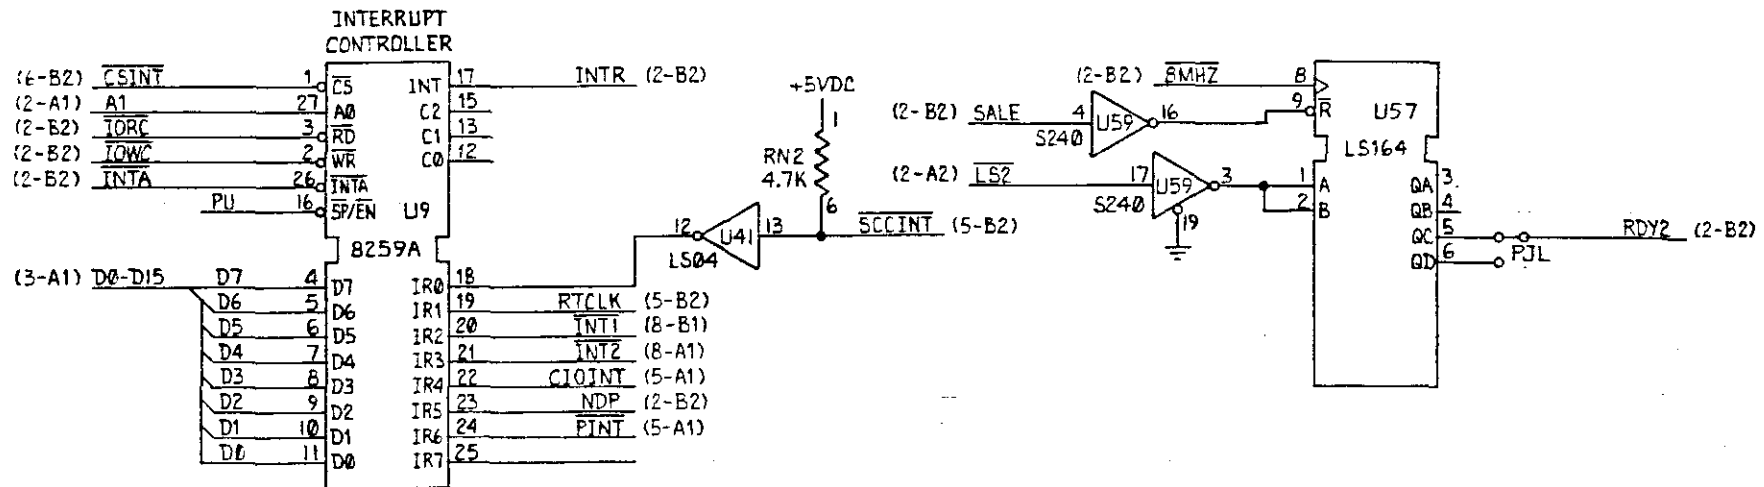 INTERRUPT
CONTROLLER
(6-B2) CSINT 1 CS INT 17 INTR (2-B2)
(2-A1) A1 27 A0 C2 15
(2-B2) IORC 3 RD C1 13
(2-B2) IOWC 2 WR C0 12
(2-B2) INTA 26 INTA
PU 16 SP/EN U9
8259A
(3-A1) D0-D15 D7 4 D7 IR0 18
D6 5 D6 IR1 19 RTCLK (5-B2)
D5 6 D5 IR2 20 INT1 (8-B1)
D4 7 D4 IR3 21 INT2 (8-A1)
D3 8 D3 IR4 22 CIOINT (5-A1)
D2 9 D2 IR5 23 NDP (2-B2)
D1 10 D1 IR6 24 PINT (5-A1)
D0 11 D0 IR7 25
+5VDC
1
RN2
4.7K
6
12 U41 13 SCCINT (5-B2)
LS04
(2-B2) 8MHZ 8
(2-B2) SALE 4 U59 16 9 R U57
S240
LS164
(2-A2) LS2 17 U59 3 1 A QA 3
S240 19 2 B QB 4
QC 5 RDY2 (2-B2)
QD 6 PJL